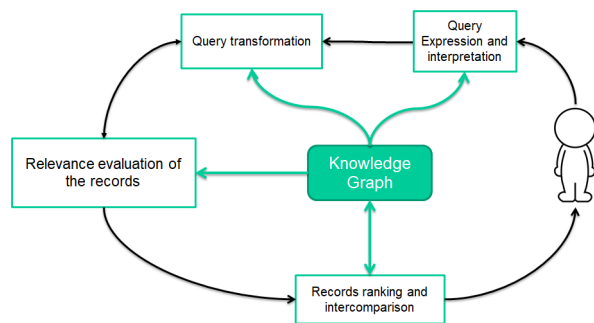 Query transformation
Query
Expression and
interpretation
Relevance evaluation of
the records
Knowledge
Graph
Records ranking and
intercomparison